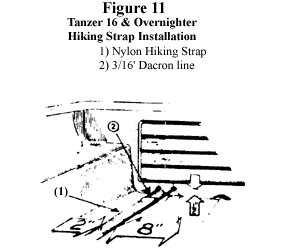 Figure 11
Tanzer 16 & Overnighter
Hiking Strap Installation
1) Nylon Hiking Strap
2) 3/16' Dacron line
2
(1)
2"
8"